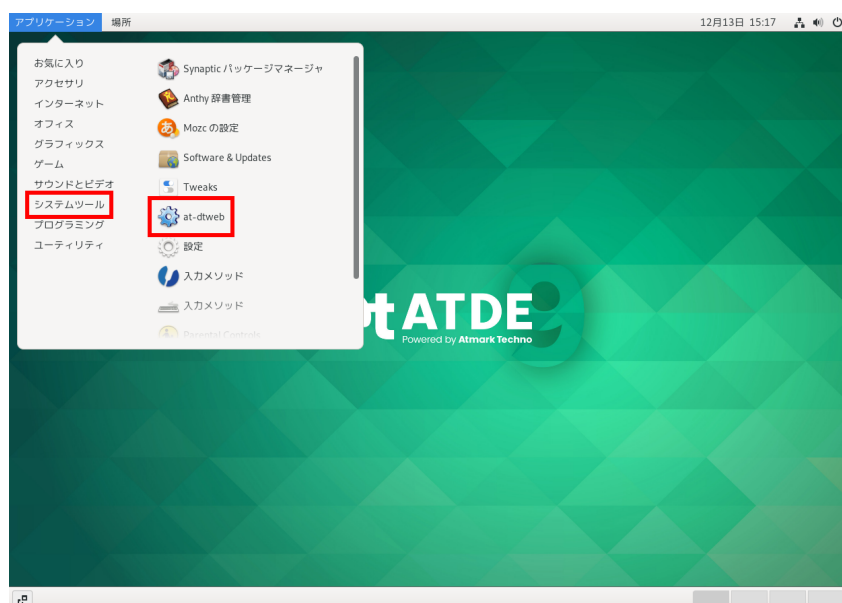 アプリケーション 場所 12月13日 15:17
お気に入り
アクセサリ
インターネット
オフィス
グラフィックス
ゲーム
サウンドとビデオ
システムツール
プログラミング
ユーティリティ
Synaptic パッケージマネージャ
Anthy 辞書管理
Mozc の設定
Software & Updates
Tweaks
at-dtweb
設定
入力メソッド
入力メソッド
Parental Controls
ATDE
Powered by Atmark Techno